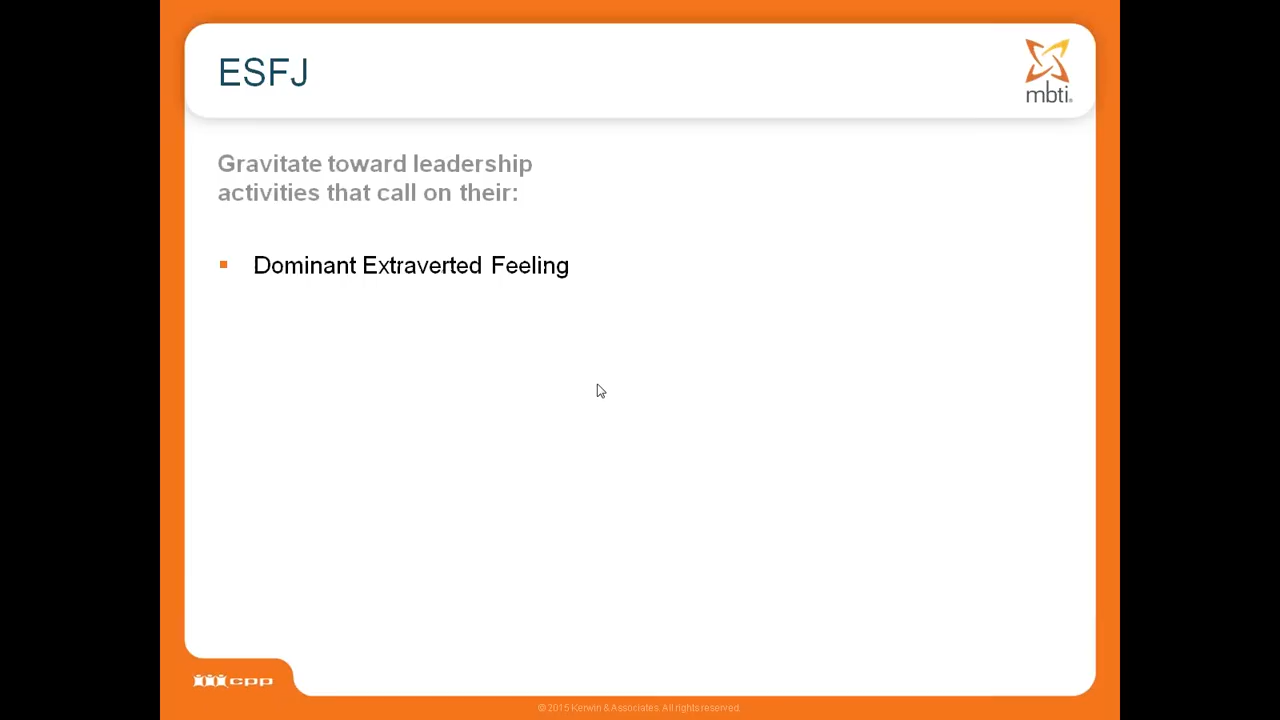 ESFJ
mbti®
Gravitate toward leadership
activities that call on their:
▪ Dominant Extraverted Feeling
cpp
© 2015 Kerwin & Associates. All rights reserved.